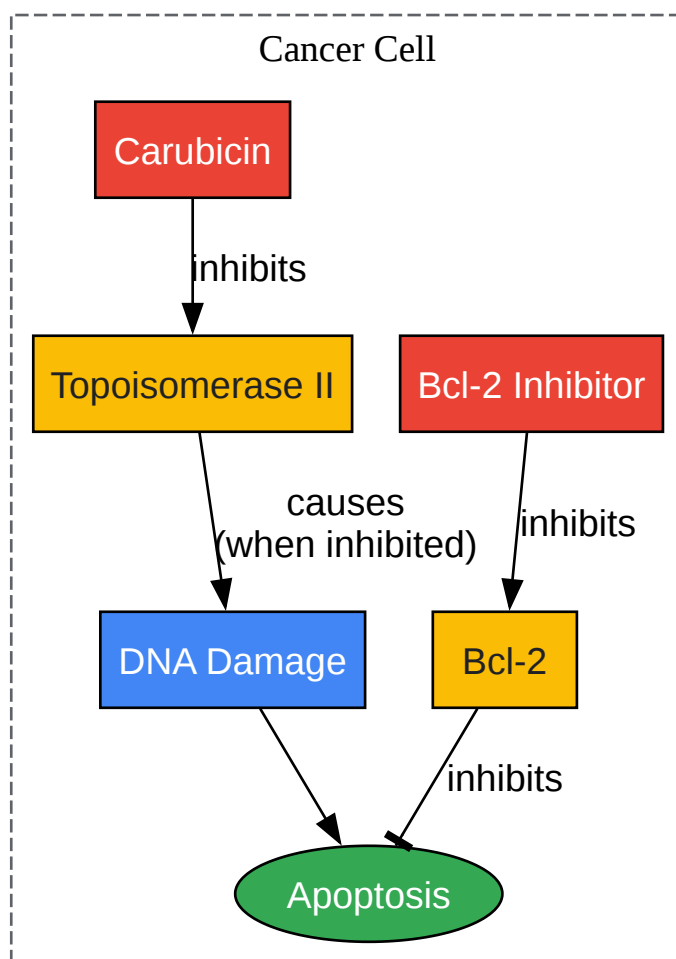 Cancer Cell
Carubicin
inhibits
Topoisomerase II
Bcl-2 Inhibitor
causes
(when inhibited)
inhibits
DNA Damage
Bcl-2
inhibits
Apoptosis